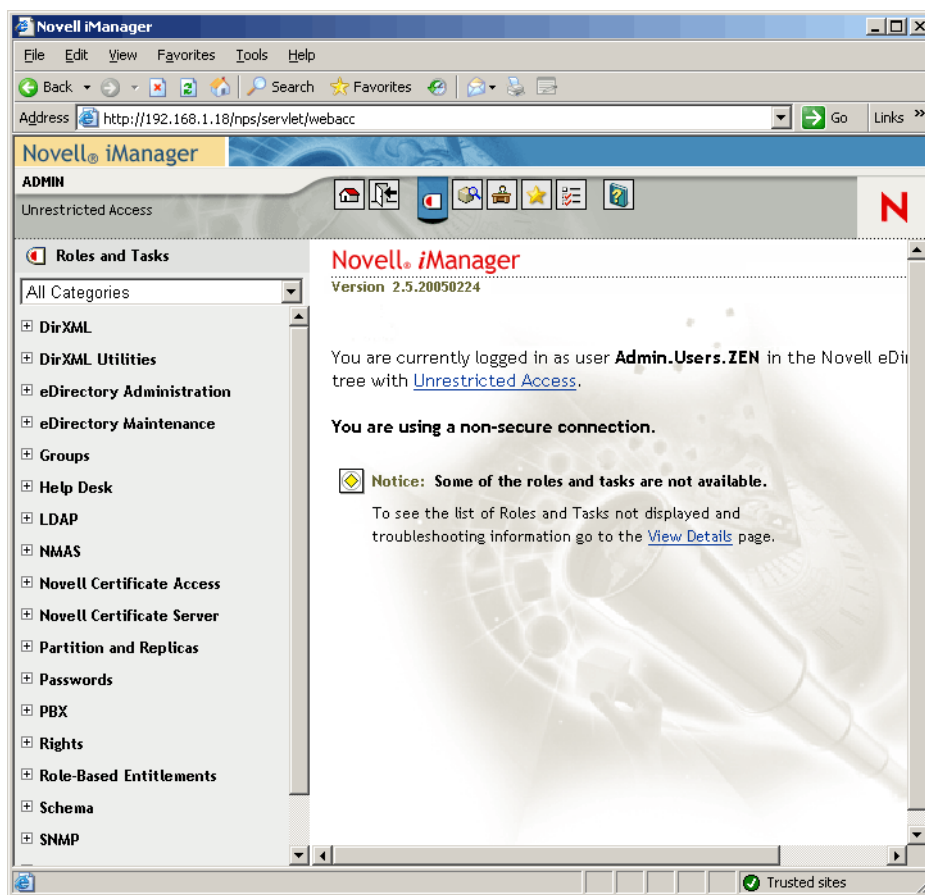 Novell iManager
File Edit View Favorites Tools Help
Back Search Favorites
Address http://192.168.1.18/nps/servlet/webacc Go Links »
Novell® iManager
ADMIN
Unrestricted Access
N
Roles and Tasks
All Categories
DirXML
DirXML Utilities
eDirectory Administration
eDirectory Maintenance
Groups
Help Desk
LDAP
NMAS
Novell Certificate Access
Novell Certificate Server
Partition and Replicas
Passwords
PBX
Rights
Role-Based Entitlements
Schema
SNMP
Novell® iManager
Version 2.5.20050224
You are currently logged in as user Admin.Users.ZEN in the Novell eDi
tree with Unrestricted Access.
You are using a non-secure connection.
Notice: Some of the roles and tasks are not available.
To see the list of Roles and Tasks not displayed and
troubleshooting information go to the View Details page.
Trusted sites